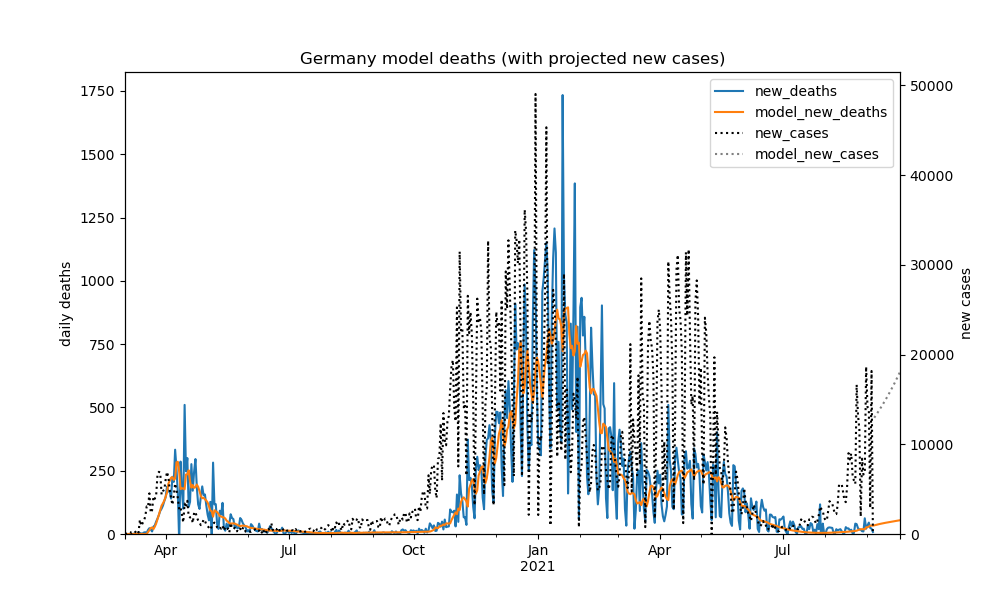 Germany model deaths (with projected new cases)
1750
1500
1250
1000
750
500
250
0
daily deaths
50000
40000
30000
20000
10000
0
new cases
new_deaths
model_new_deaths
new_cases
model_new_cases
Apr
Jul
Oct
Jan
2021
Apr
Jul